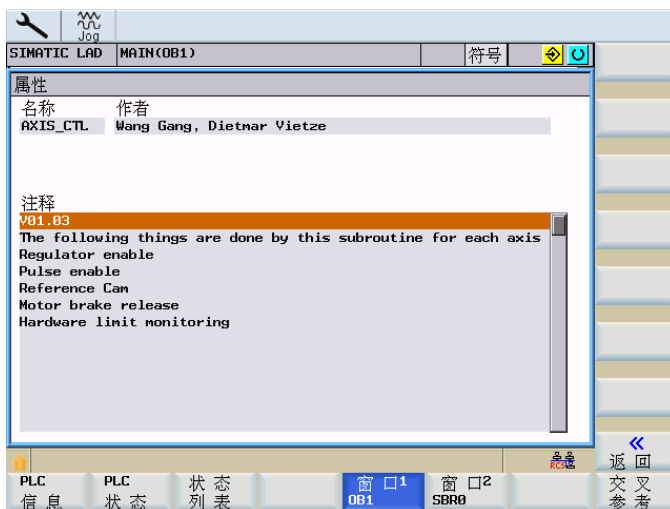 Jog
SIMATIC LAD MAIN(OB1) 符号
属性
名称 作者
AXIS_CTL Wang Gang, Dietmar Vietze
注释
V01.03
The following things are done by this subroutine for each axis
Regulator enable
Pulse enable
Reference Cam
Motor brake release
Hardware limit monitoring
RCS
返回
PLC 信息
PLC 状态
状态列表
窗口1 OB1
窗口2 SBR0
交叉参考